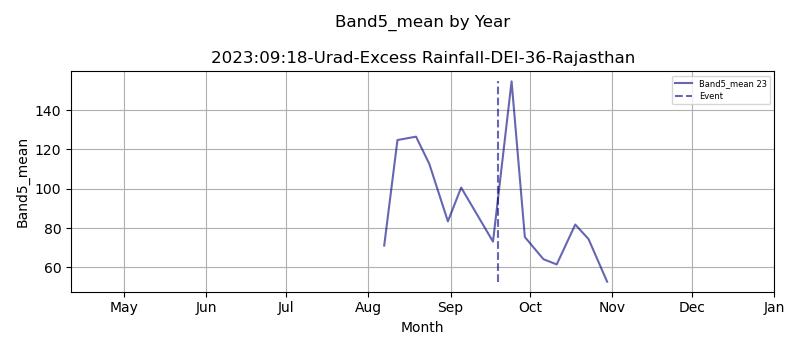 Band5_mean by Year
2023:09:18-Urad-Excess Rainfall-DEI-36-Rajasthan
Band5_mean 23
Event
140
120
100
80
60
Band5_mean
May Jun Jul Aug Sep Oct Nov Dec Jan
Month